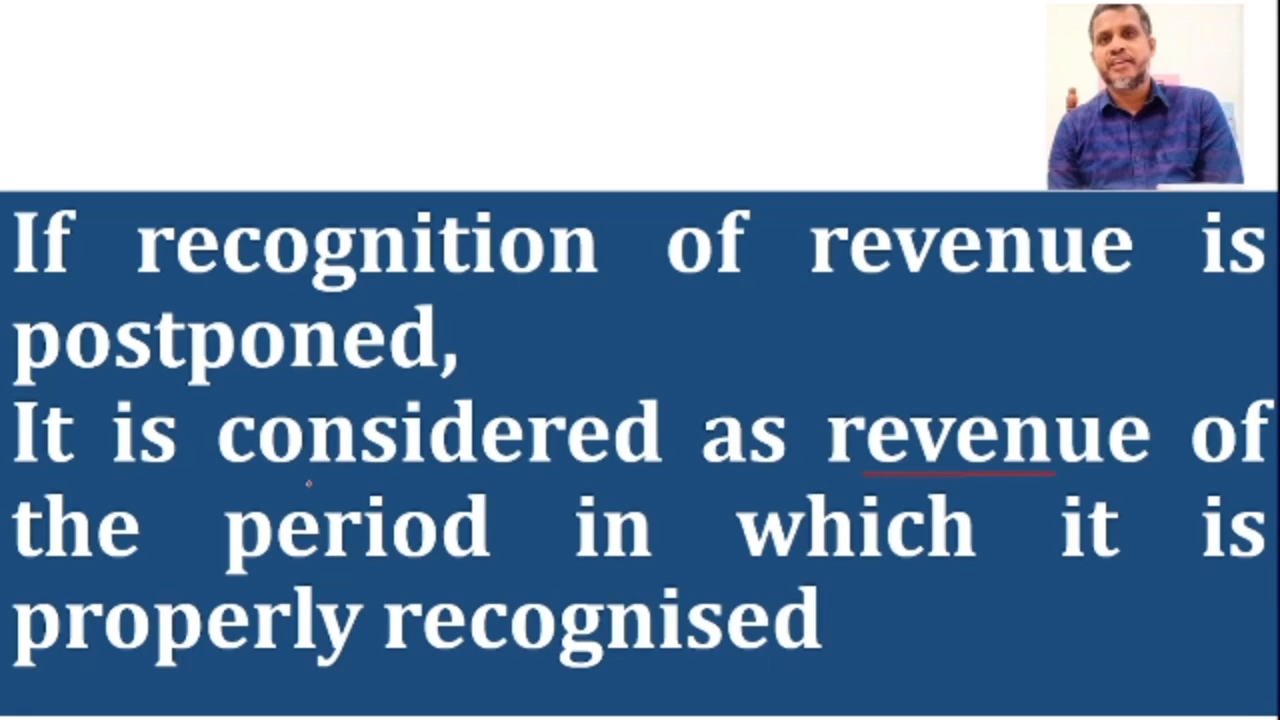 If recognition of revenue is
postponed,
It is considered as revenue of
the period in which it is
properly recognised